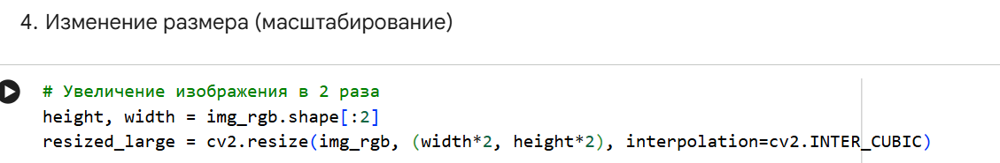 4. Изменение размера (масштабирование)
# Увеличение изображения в 2 раза
height, width = img_rgb.shape[:2]
resized_large = cv2.resize(img_rgb, (width*2, height*2), interpolation=cv2.INTER_CUBIC)